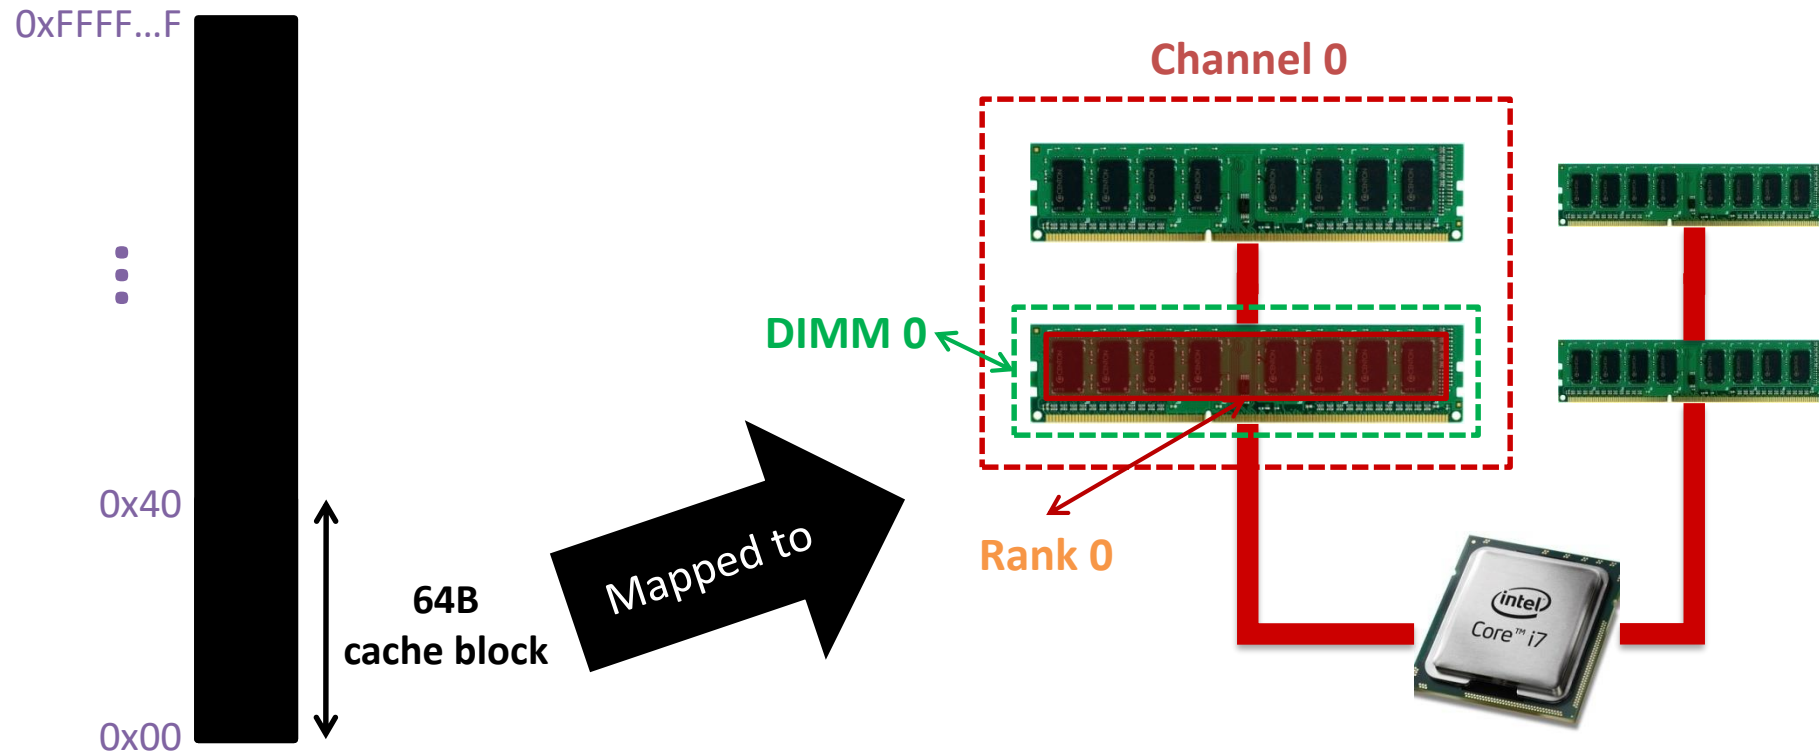 0xFFFF...F
Channel 0
DIMM 0
0x40
Mapped to
Rank 0
64B
cache block
intel
Core™ i7
0x00